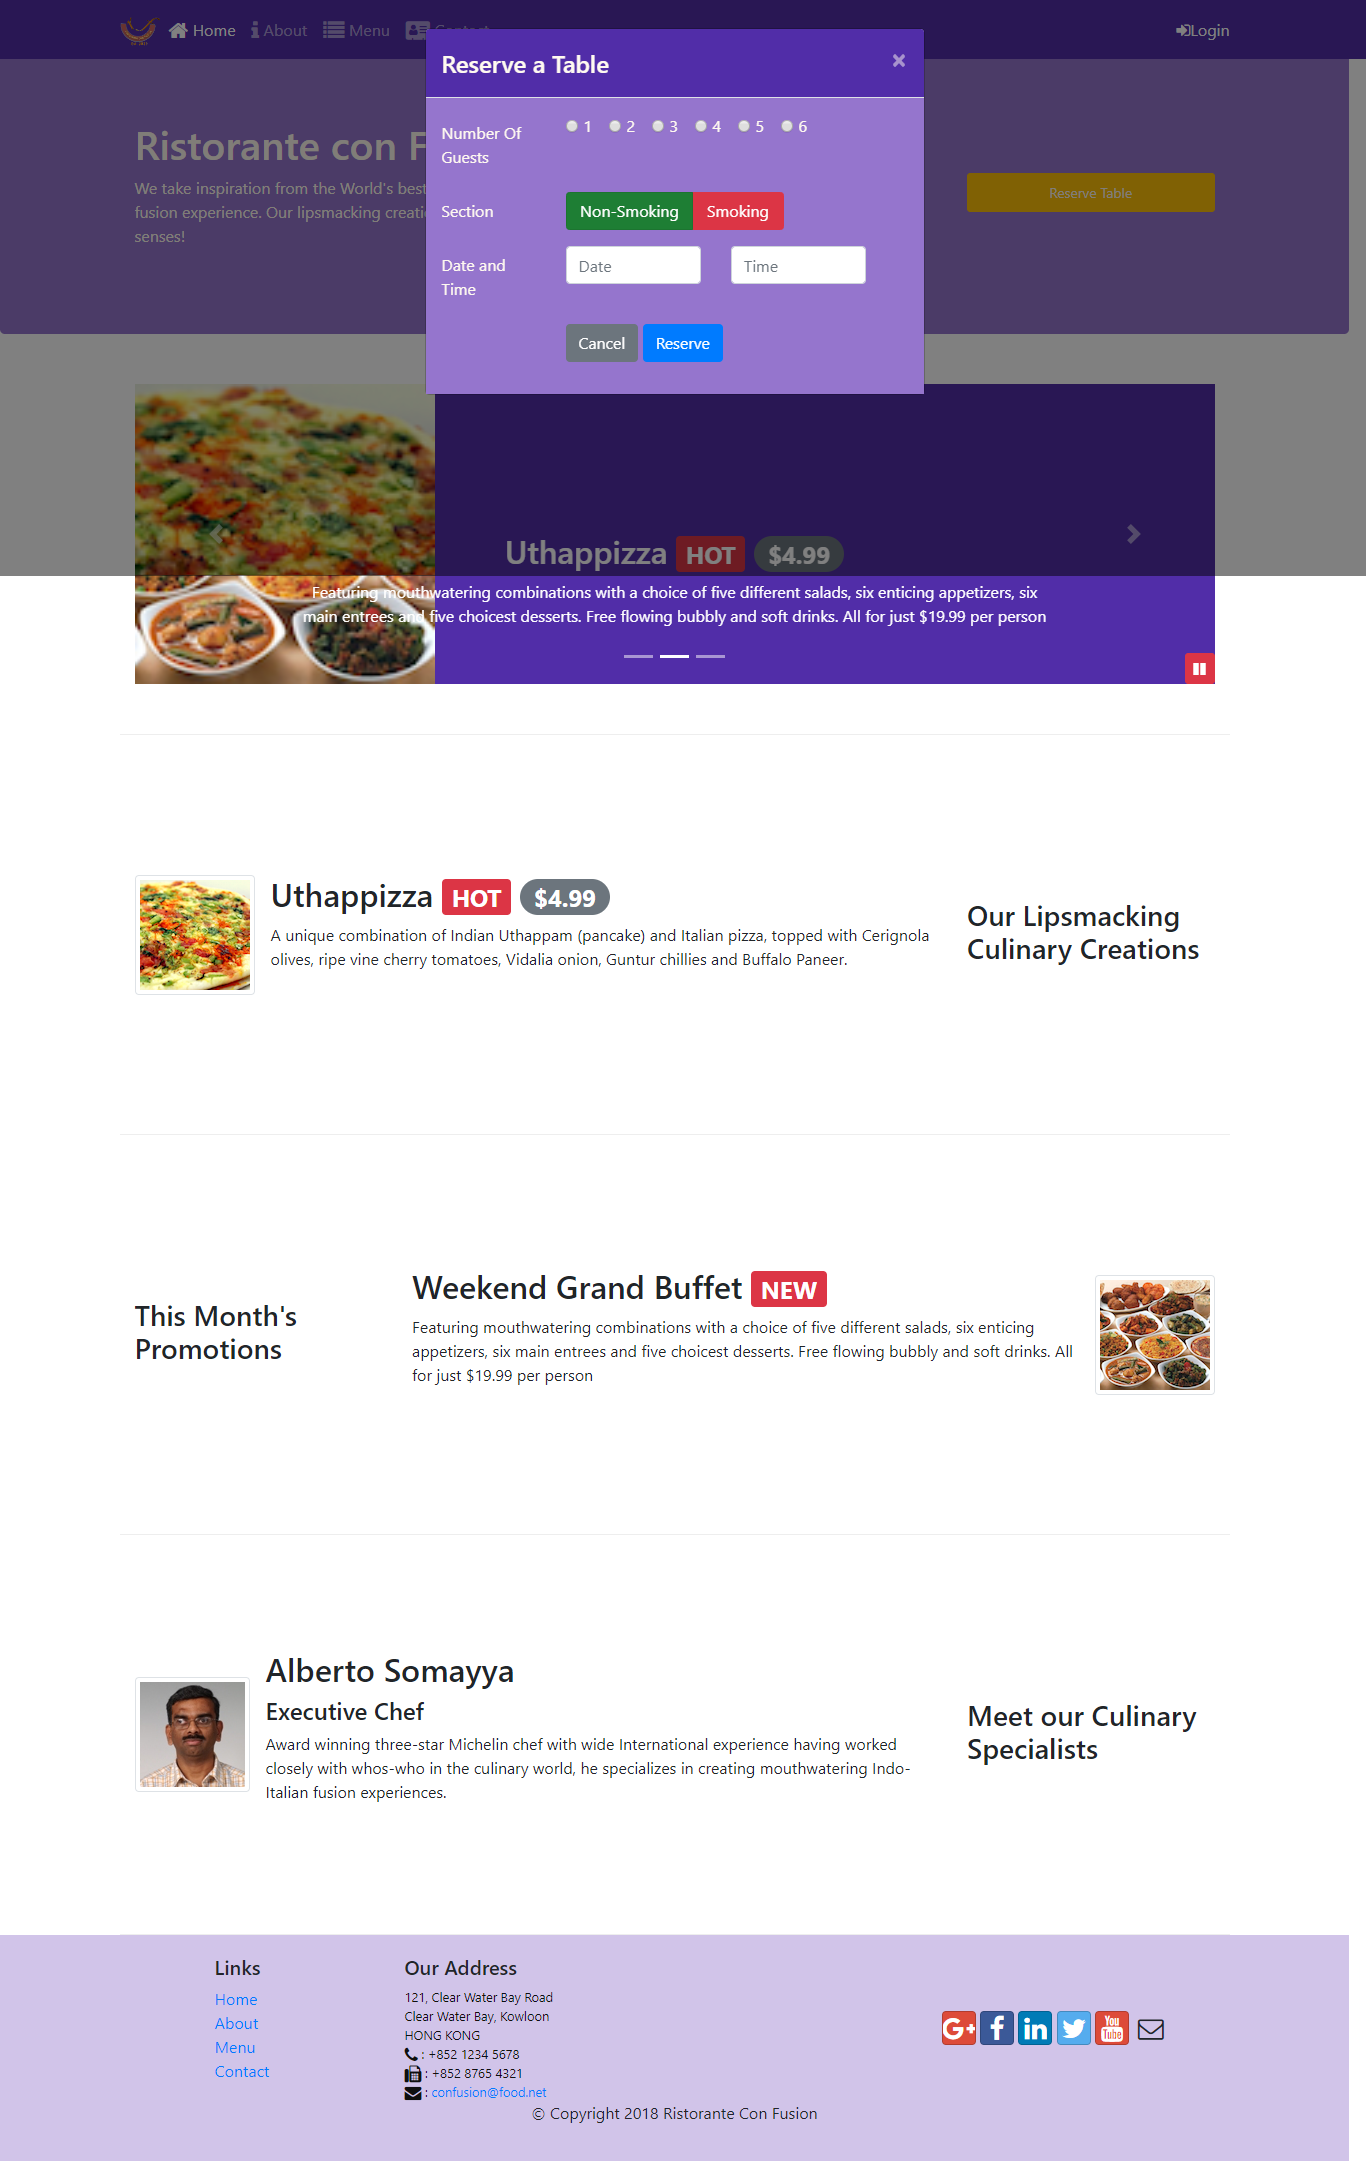 Home About Menu Contact Login
Reserve a Table ×
Number Of
Guests
1 2 3 4 5 6
Section Non-Smoking Smoking
Date and
Time
Date Time
Cancel Reserve
Ristorante con F
We take inspiration from the World's best
fusion experience. Our lipsmacking creati
senses!
Reserve Table
Uthappizza HOT $4.99
Featuring mouthwatering combinations with a choice of five different salads, six enticing appetizers, six
main entrees and five choicest desserts. Free flowing bubbly and soft drinks. All for just $19.99 per person
Uthappizza HOT $4.99
A unique combination of Indian Uthappam (pancake) and Italian pizza, topped with Cerignola
olives, ripe vine cherry tomatoes, Vidalia onion, Guntur chillies and Buffalo Paneer.
Our Lipsmacking
Culinary Creations
This Month's
Promotions
Weekend Grand Buffet NEW
Featuring mouthwatering combinations with a choice of five different salads, six enticing
appetizers, six main entrees and five choicest desserts. Free flowing bubbly and soft drinks. All
for just $19.99 per person
Alberto Somayya
Executive Chef
Award winning three-star Michelin chef with wide International experience having worked
closely with whos-who in the culinary world, he specializes in creating mouthwatering Indo-
Italian fusion experiences.
Meet our Culinary
Specialists
Links
Home
About
Menu
Contact
Our Address
121, Clear Water Bay Road
Clear Water Bay, Kowloon
HONG KONG
: +852 1234 5678
: +852 8765 4321
: confusion@food.net
G+ f in You Tube
© Copyright 2018 Ristorante Con Fusion